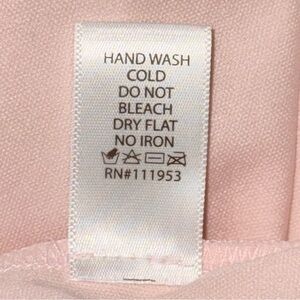 HAND WASH
COLD
DO NOT
BLEACH
DRY FLAT
NO IRON
RN#111953